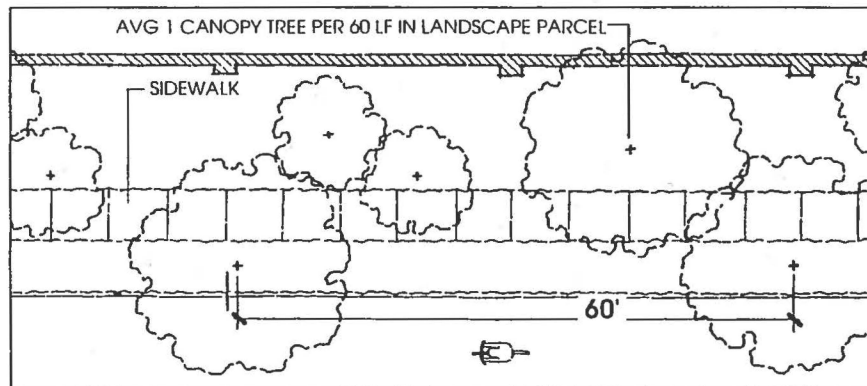 AVG 1 CANOPY TREE PER 60 LF IN LANDSCAPE PARCEL
SIDEWALK
60'